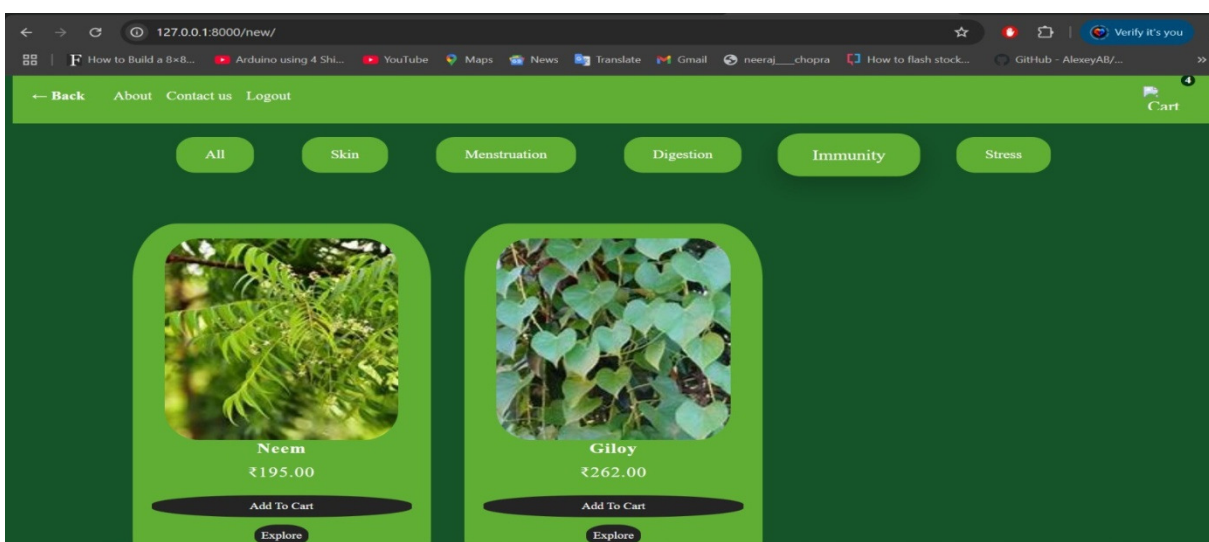 127.0.0.1:8000/new/
Verify it's you
How to Build a 8×8...
Arduino using 4 Shi...
YouTube
Maps
News
Translate
Gmail
neeraj___chopra
How to flash stock...
GitHub - AlexeyAB/...
»
← Back
About
Contact us
Logout
4
Cart
All
Skin
Menstruation
Digestion
Immunity
Stress
Neem
Giloy
₹195.00
₹262.00
Add To Cart
Add To Cart
Explore
Explore